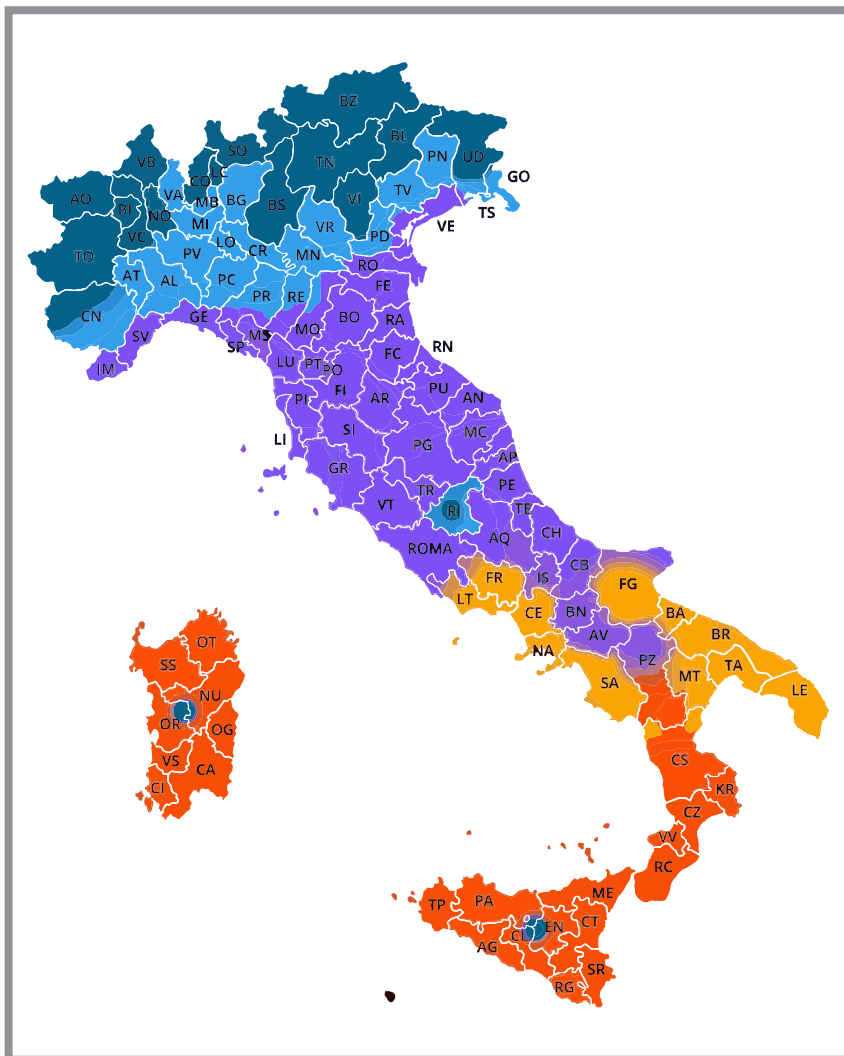 BZ
BL
SO
VB
TN
PN
UD
LC
CO
GO
VA
TV
AO
MB
BG
VI
BS
TS
BI
NO
MI
VR
VE
VC
PD
LO
CR
TO
PV
MN
RO
AT
AL
PC
FE
PR
RE
CN
GE
BO
RA
MO
SV
MS
SP
RN
FC
LU
PT
PO
IM
FI
PU
AR
PI
AN
SI
MC
LI
PG
AP
GR
PE
TR
VT
RI
TE
CH
AQ
ROMA
CB
FR
IS
FG
LT
CE
BN
BA
AV
BR
OT
NA
PZ
SS
TA
MT
SA
LE
NU
OR
OG
CS
VS
CA
CI
KR
CZ
VV
RC
ME
PA
TP
CT
EN
CL
AG
SR
RG